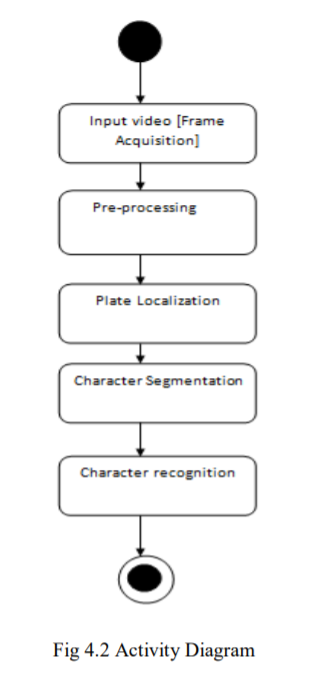 Input video [Frame
Acquisition]
Pre-processing
Plate Localization
Character Segmentation
Character recognition
Fig 4.2 Activity Diagram